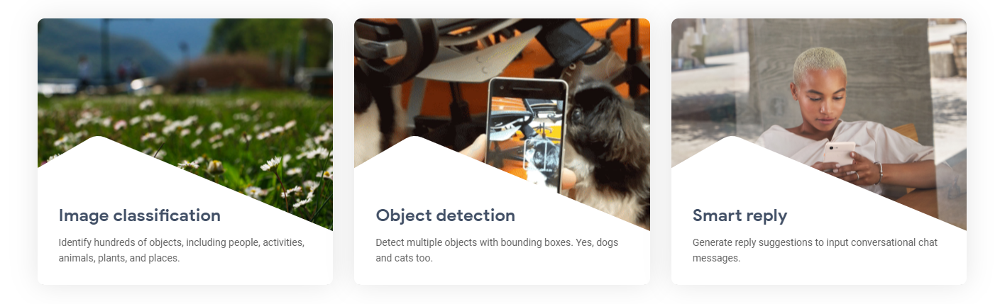 Image classification
Identify hundreds of objects, including people, activities,
animals, plants, and places.
Object detection
Detect multiple objects with bounding boxes. Yes, dogs
and cats too.
Smart reply
Generate reply suggestions to input conversational chat
messages.